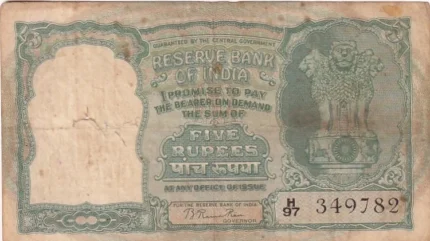 GUARANTEED BY THE CENTRAL GOVERNMENT
RESERVE BANK
OF INDIA
I PROMISE TO PAY
THE BEARER ON DEMAND
THE SUM OF
FIVE
RUPEES
पांच रूपया
AT ANY OFFICE OF ISSUE
FOR THE RESERVE BANK OF INDIA
GOVERNOR
H/97 349782